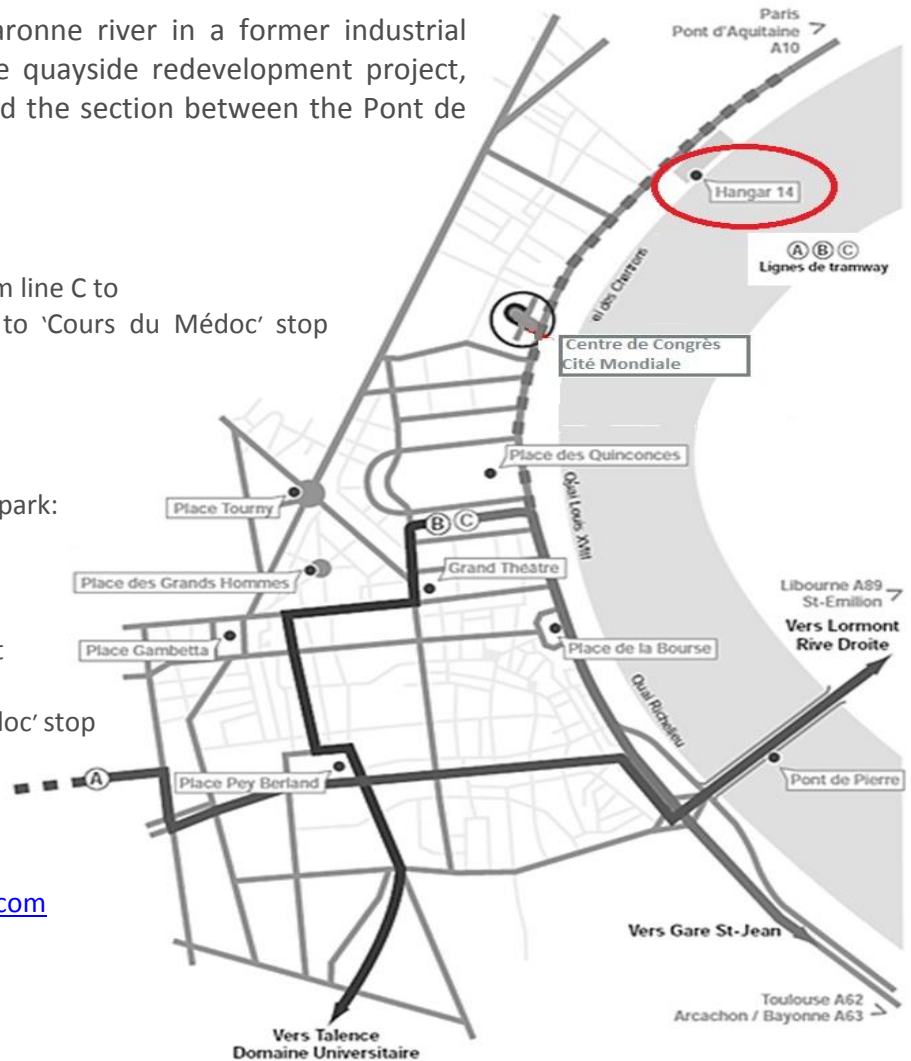 aronne river in a former industrial
e quayside redevelopment project,
d the section between the Pont de
m line C to
to 'Cours du Médoc' stop
park:
t
doc' stop
com
Paris
Pont d'Aquitaine
A10
Hangar 14
A B C
Lignes de tramway
ai des Chartrons
Centre de Congrès
Cité Mondiale
Place des Quinconces
Quai Louis XVIII
Place Tourny
B C
Grand Théâtre
Place des Grands Hommes
Libourne A89
St-Emilion
Vers Lormont
Rive Droite
Place Gambetta
Place de la Bourse
Quai Richelieu
A
Place Pey Berland
Pont de Pierre
Vers Gare St-Jean
Toulouse A62
Arcachon / Bayonne A63
Vers Talence
Domaine Universitaire